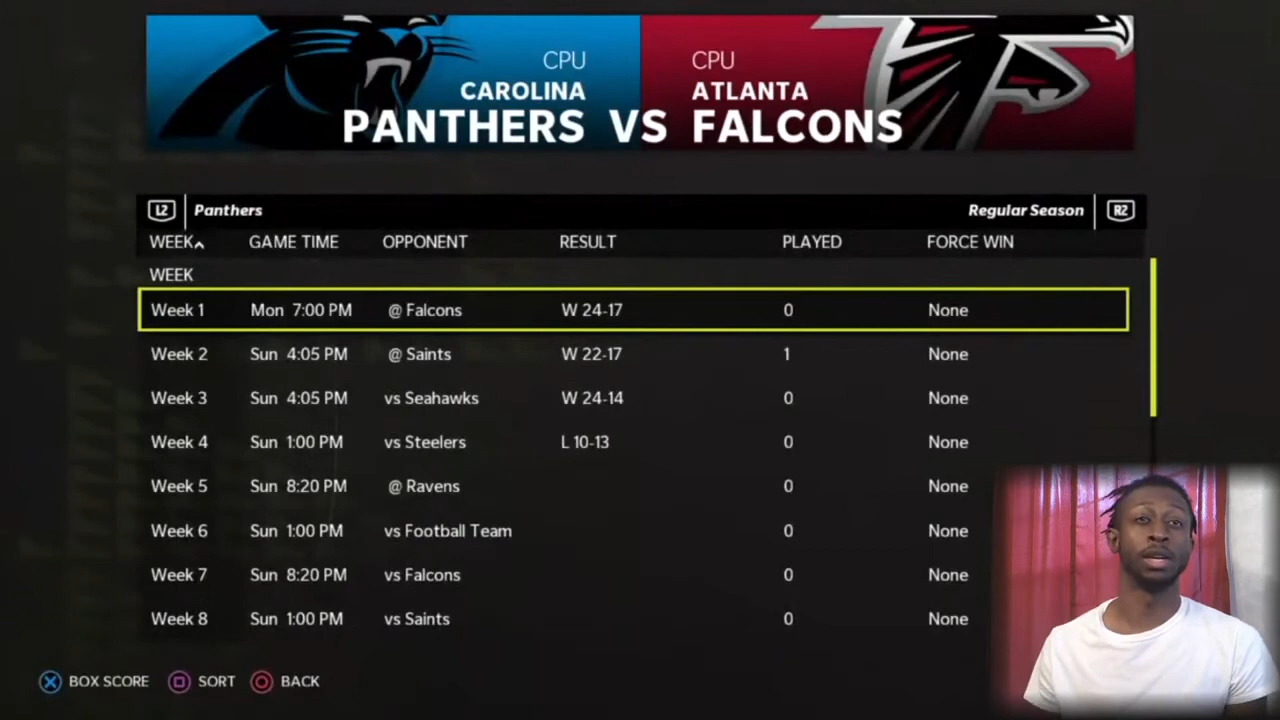 CPU CPU
CAROLINA ATLANTA
PANTHERS VS FALCONS
L2 Panthers Regular Season R2
WEEK GAME TIME OPPONENT RESULT PLAYED FORCE WIN
WEEK
Week 1 Mon 7:00 PM @ Falcons W 24-17 0 None
Week 2 Sun 4:05 PM @ Saints W 22-17 1 None
Week 3 Sun 4:05 PM vs Seahawks W 24-14 0 None
Week 4 Sun 1:00 PM vs Steelers L 10-13 0 None
Week 5 Sun 8:20 PM @ Ravens 0 None
Week 6 Sun 1:00 PM vs Football Team 0 None
Week 7 Sun 8:20 PM vs Falcons 0 None
Week 8 Sun 1:00 PM vs Saints 0 None
BOX SCORE SORT BACK